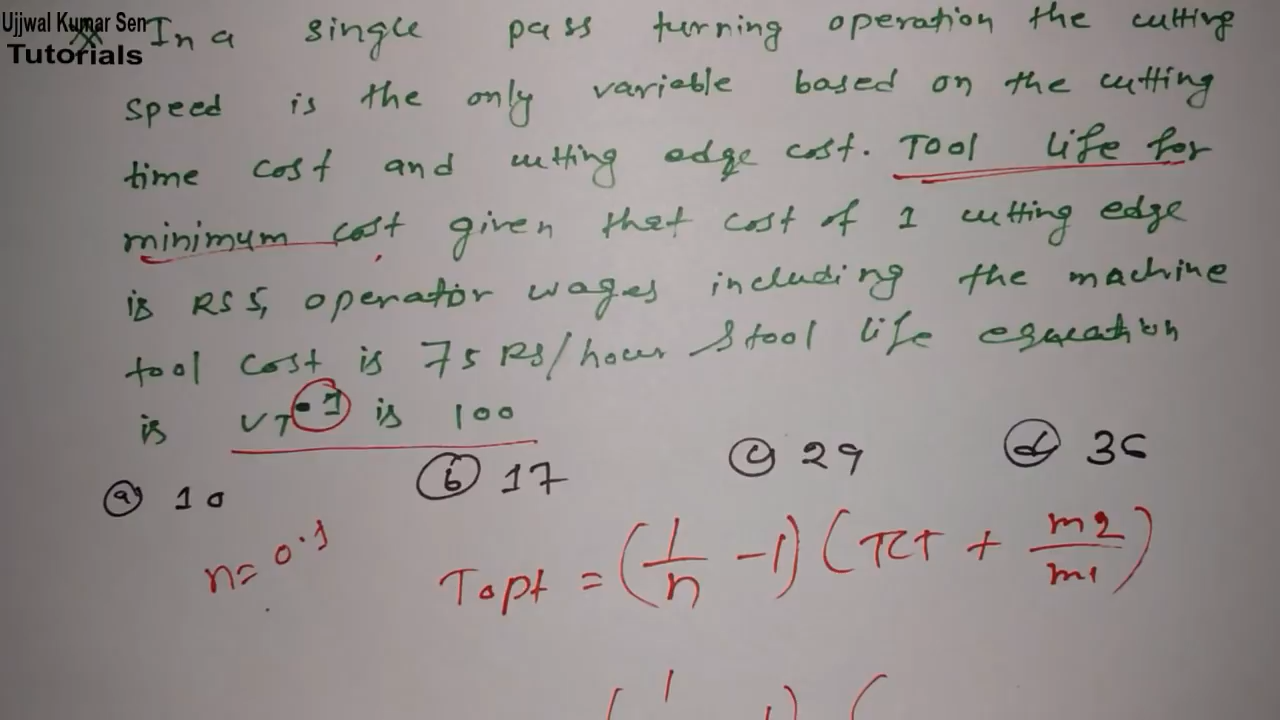 Ujjwal Kumar Sen
Tutorials
In a single pass turning operation the cutting
speed is the only variable based on the cutting
time cost and cutting edge cost. Tool life for
minimum cost given that cost of 1 cutting edge
is RS 5, operator wages including the machine
tool cost is 75 RS/hour & tool life equation
is VT^.1 is 100
(a) 10 (b) 17 (c) 29 (d) 36
n = 0.1
Topt = (1/n - 1) (TCT + m2/m1)